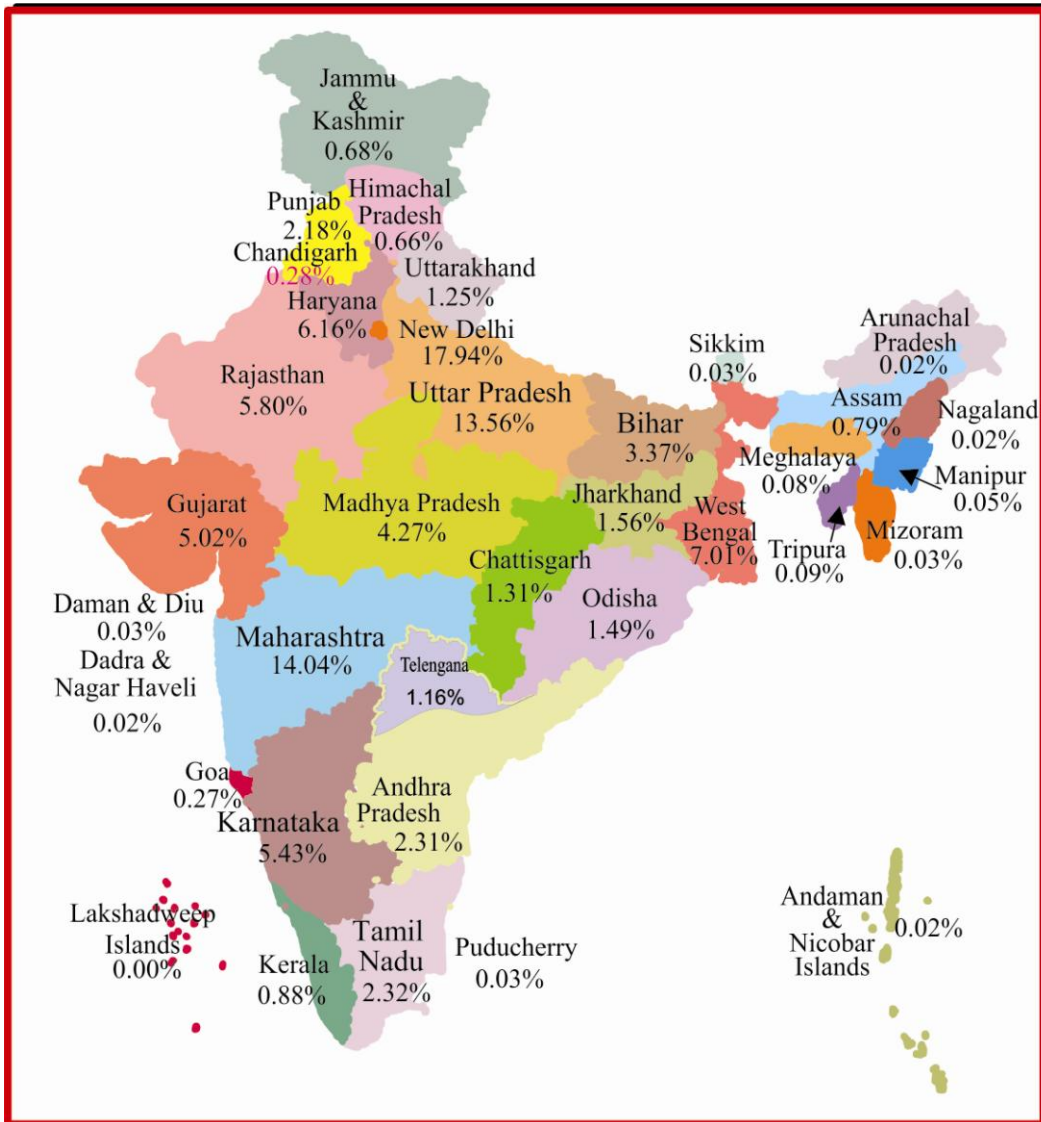 Jammu
&
Kashmir
0.68%
Himachal
Pradesh
0.66%
Punjab
2.18%
Chandigarh
0.28%
Uttarakhand
1.25%
Haryana
6.16%
New Delhi
17.94%
Rajasthan
5.80%
Uttar Pradesh
13.56%
Bihar
3.37%
Sikkim
0.03%
Arunachal
Pradesh
0.02%
Assam
0.79%
Nagaland
0.02%
Meghalaya
0.08%
Manipur
0.05%
Tripura
0.09%
Mizoram
0.03%
Gujarat
5.02%
Madhya Pradesh
4.27%
Jharkhand
1.56%
West
Bengal
7.01%
Chattisgarh
1.31%
Odisha
1.49%
Daman & Diu
0.03%
Dadra &
Nagar Haveli
0.02%
Maharashtra
14.04%
Telengana
1.16%
Goa
0.27%
Karnataka
5.43%
Andhra
Pradesh
2.31%
Lakshadweep
Islands
0.00%
Kerala
0.88%
Tamil
Nadu
2.32%
Puducherry
0.03%
Andaman
&
Nicobar
Islands
0.02%